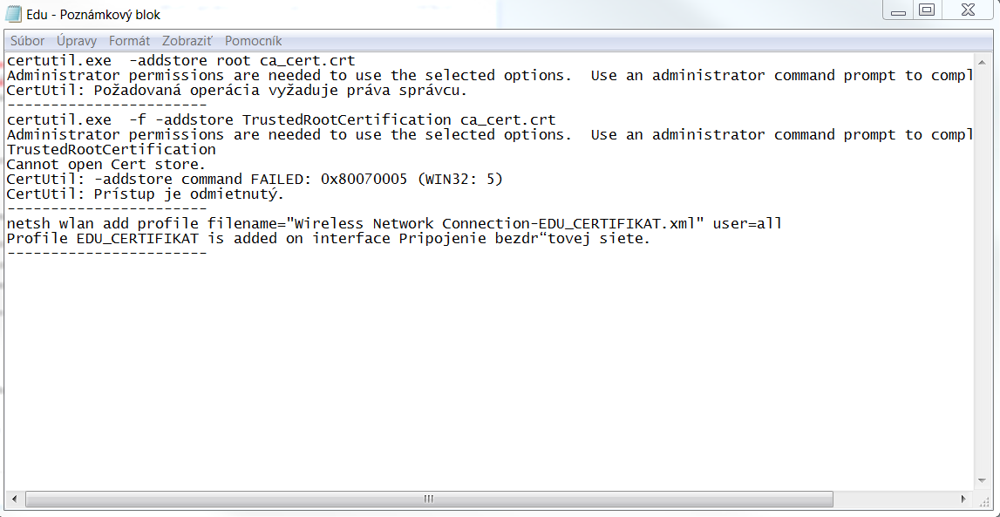 Edu - Poznámkový blok
Súbor Úpravy Formát Zobraziť Pomocník
certutil.exe  -addstore root ca_cert.crt
Administrator permissions are needed to use the selected options.  Use an administrator command prompt to compl
CertUtil: Požadovaná operácia vyžaduje práva správcu.
-----------------------
certutil.exe  -f -addstore TrustedRootCertification ca_cert.crt
Administrator permissions are needed to use the selected options.  Use an administrator command prompt to compl
TrustedRootCertification
Cannot open Cert store.
CertUtil: -addstore command FAILED: 0x80070005 (WIN32: 5)
CertUtil: Prístup je odmietnutý.
-----------------------
netsh wlan add profile filename="Wireless Network Connection-EDU_CERTIFIKAT.xml" user=all
Profile EDU_CERTIFIKAT is added on interface Pripojenie bezdr“tovej siete.
-----------------------